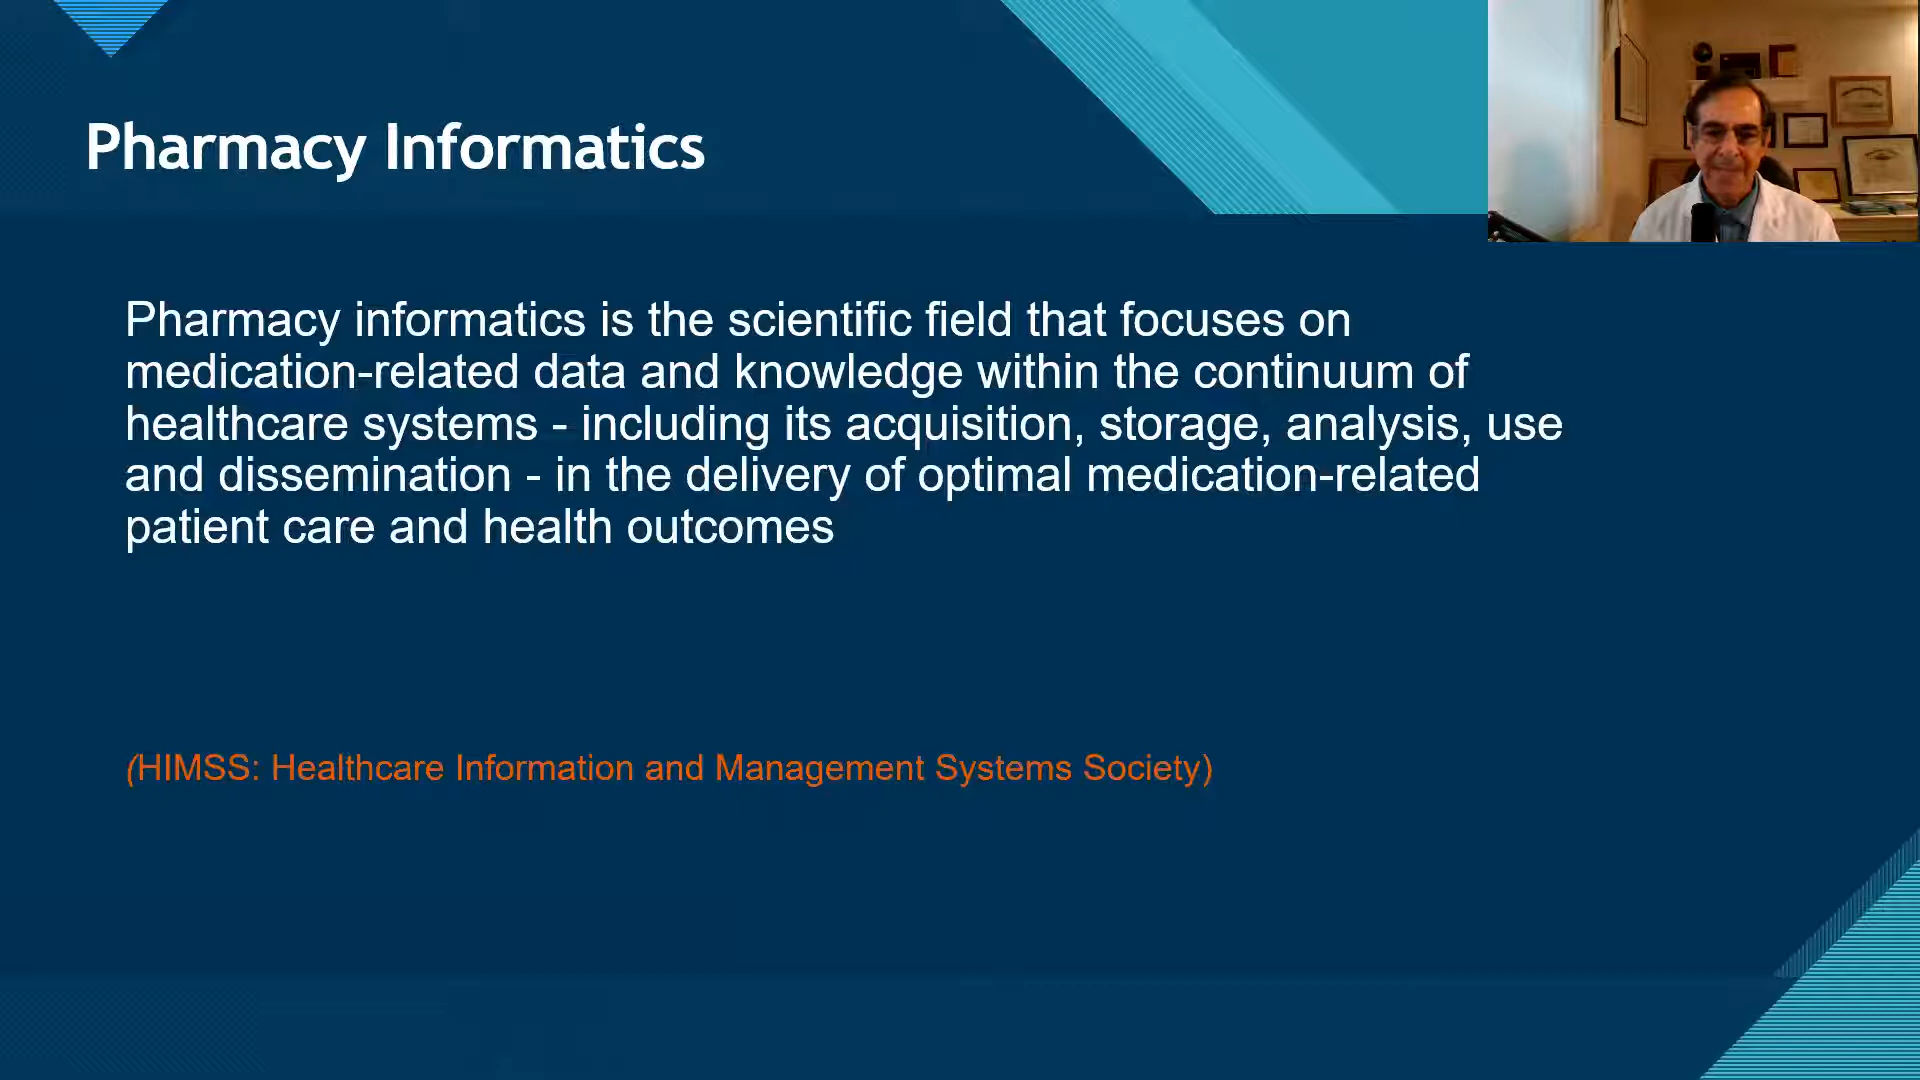 Pharmacy Informatics
Pharmacy informatics is the scientific field that focuses on
medication-related data and knowledge within the continuum of
healthcare systems - including its acquisition, storage, analysis, use
and dissemination - in the delivery of optimal medication-related
patient care and health outcomes
(HIMSS: Healthcare Information and Management Systems Society)